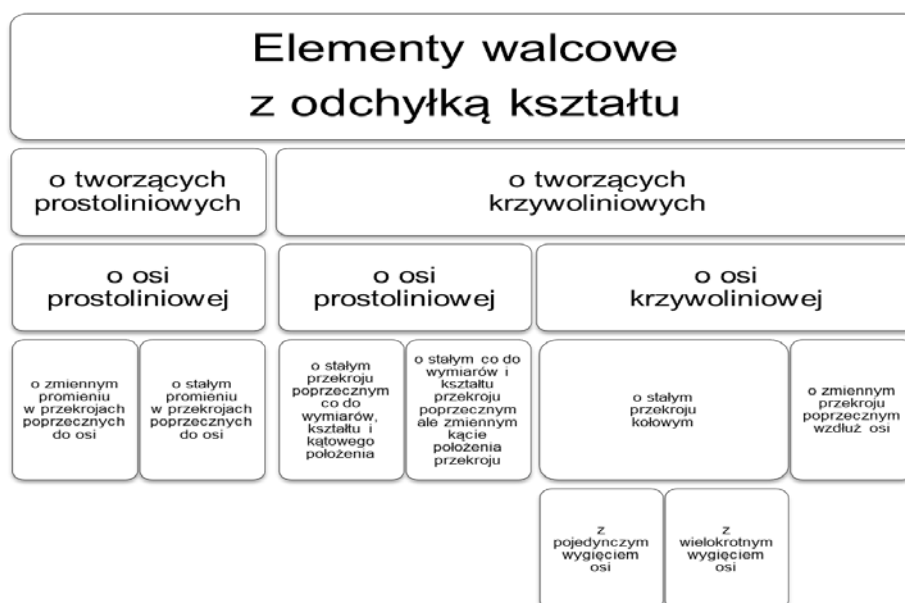 Elementy walcowe
z odchyłką kształtu
o tworzących
prostoliniowych
o tworzących
krzywoliniowych
o osi
prostoliniowej
o osi
prostoliniowej
o osi
krzywoliniowej
o zmiennym
promieniu
w przekrojach
poprzecznych
do osi
o stałym
promieniu
w przekrojach
poprzecznych
do osi
o stałym
przekroju
poprzecznym
co do
wymiarów,
kształtu i
kątowego
położenia
o stałym co do
wymiarów i
kształtu
przekroju
poprzecznym
ale zmiennym
kącie
położenia
przekroju
o stałym
przekroju
kołowym
o zmiennym
przekroju
poprzecznym
wzdłuż osi
z
pojedynczym
wygięciem
osi
z
wielokrotnym
wygięciem
osi